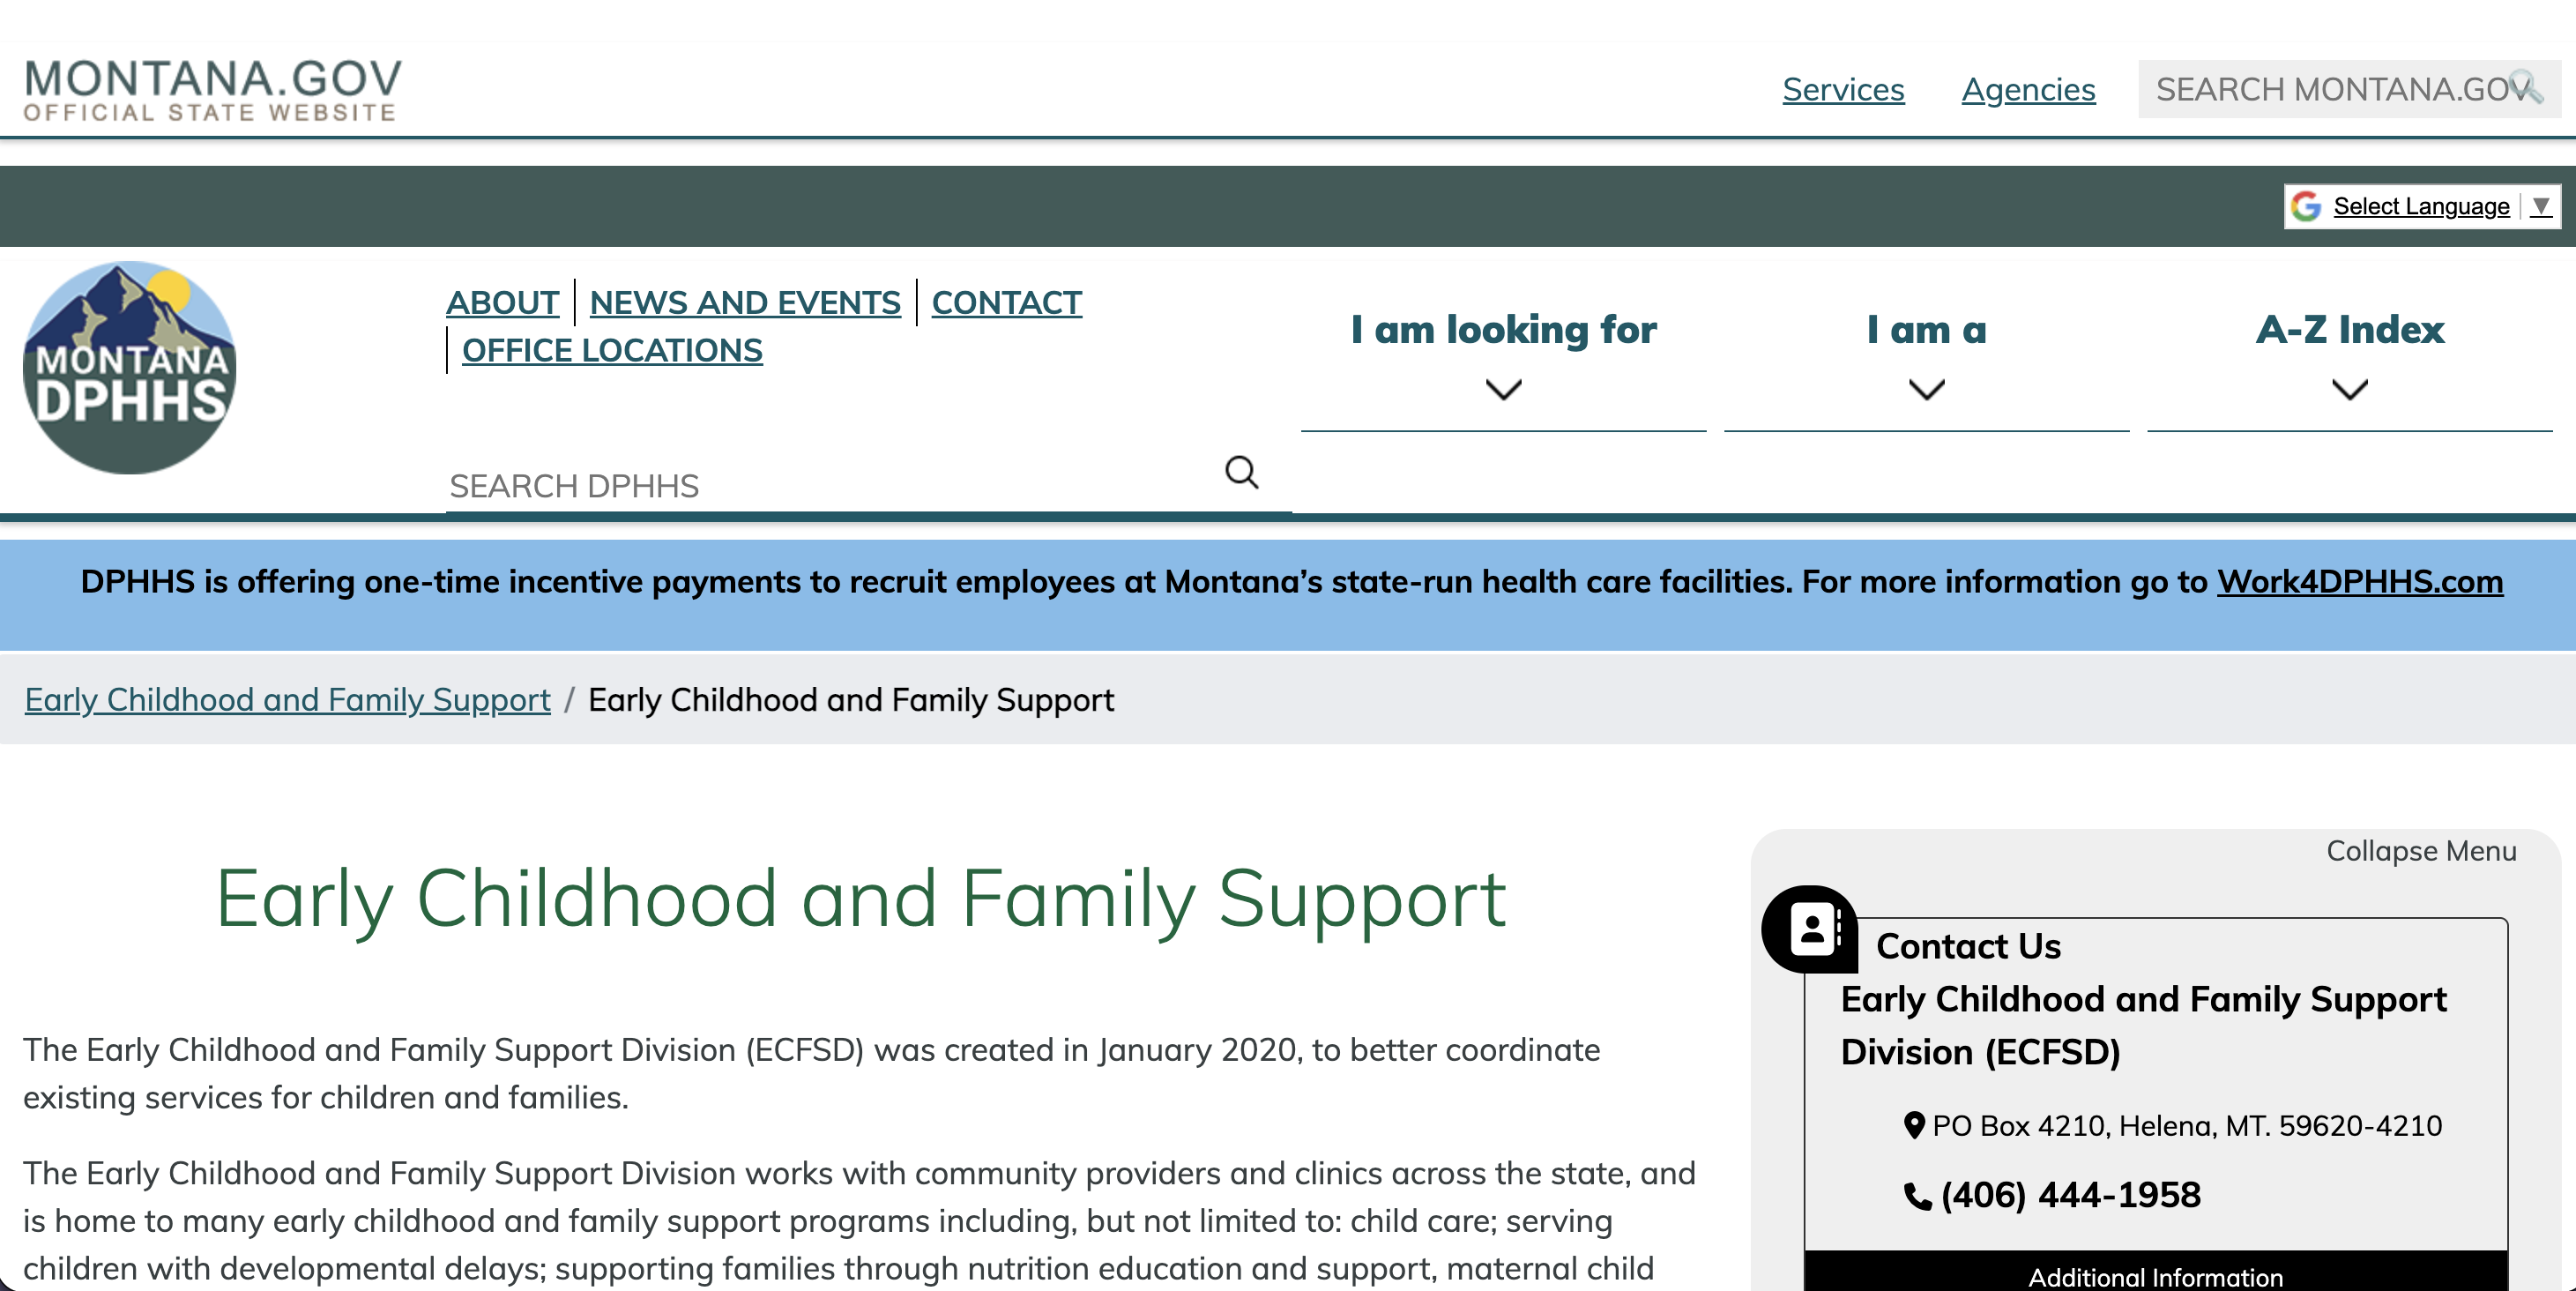 MONTANA.GOV
OFFICIAL STATE WEBSITE
Services
Agencies
SEARCH MONTANA.GOV
Select Language
MONTANA
DPHHS
ABOUT
NEWS AND EVENTS
CONTACT
OFFICE LOCATIONS
SEARCH DPHHS
I am looking for
I am a
A-Z Index
DPHHS is offering one-time incentive payments to recruit employees at Montana’s state-run health care facilities. For more information go to Work4DPHHS.com
Early Childhood and Family Support / Early Childhood and Family Support
Early Childhood and Family Support
The Early Childhood and Family Support Division (ECFSD) was created in January 2020, to better coordinate
existing services for children and families.
The Early Childhood and Family Support Division works with community providers and clinics across the state, and
is home to many early childhood and family support programs including, but not limited to: child care; serving
children with developmental delays; supporting families through nutrition education and support, maternal child
Collapse Menu
Contact Us
Early Childhood and Family Support
Division (ECFSD)
PO Box 4210, Helena, MT. 59620-4210
(406) 444-1958
Additional Information